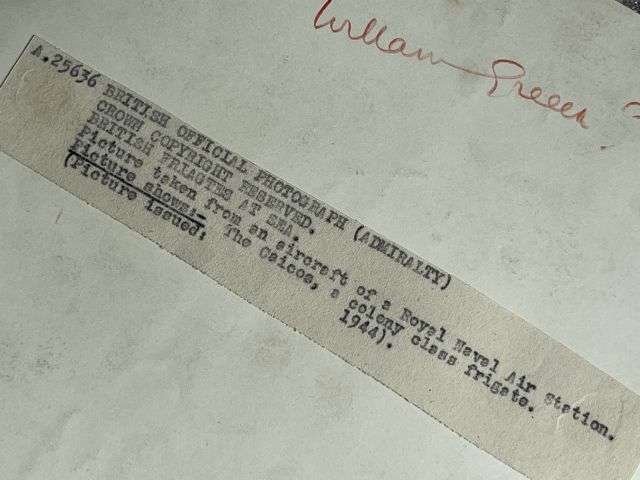 William Green
A.25636 BRITISH OFFICIAL PHOTOGRAPH (ADMIRALTY)
CROWN COPYRIGHT RESERVED.
BRITISH FRIAGTES AT SEA.
Picture taken from an aircraft of a Royal Naval Air Station.
Picture shows:- The Caicos, a colony class frigate.
(Picture issued: 1944).